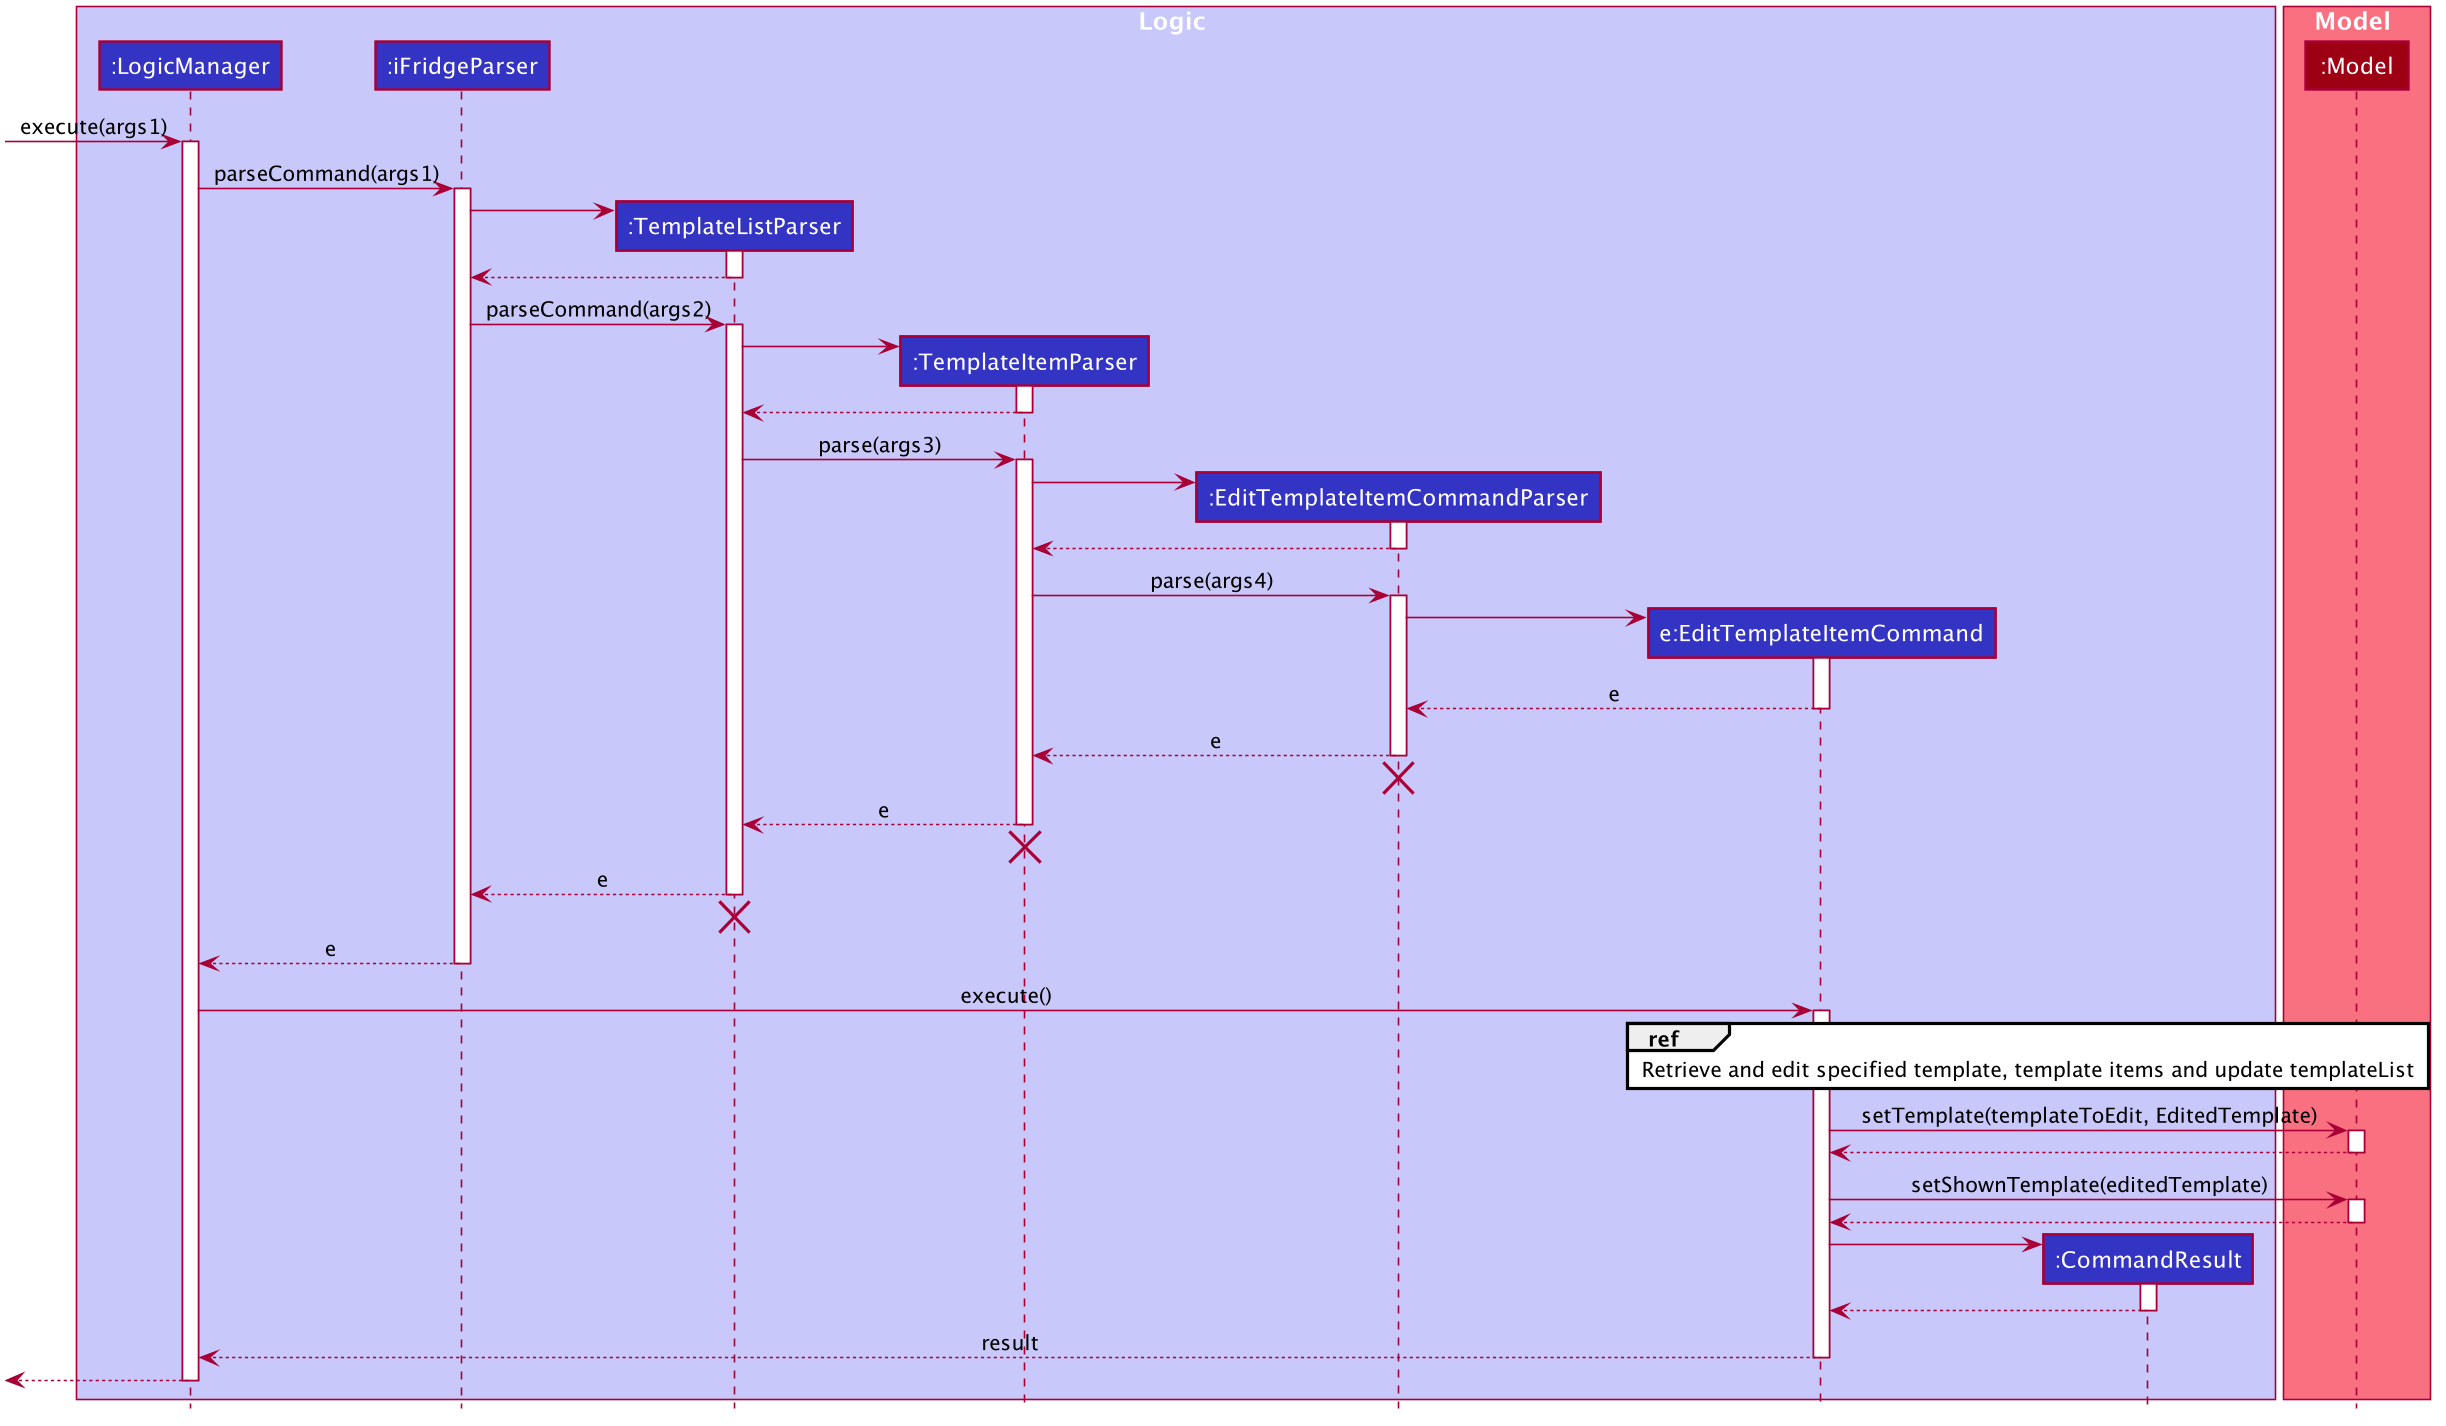 Logic
Model
:LogicManager
:iFridgeParser
:Model
execute(args1)
parseCommand(args1)
:TemplateListParser
parseCommand(args2)
:TemplateItemParser
parse(args3)
:EditTemplateItemCommandParser
parse(args4)
e:EditTemplateItemCommand
e
e
e
e
e
execute()
ref
Retrieve and edit specified template, template items and update templateList
setTemplate(templateToEdit, EditedTemplate)
setShownTemplate(editedTemplate)
:CommandResult
result